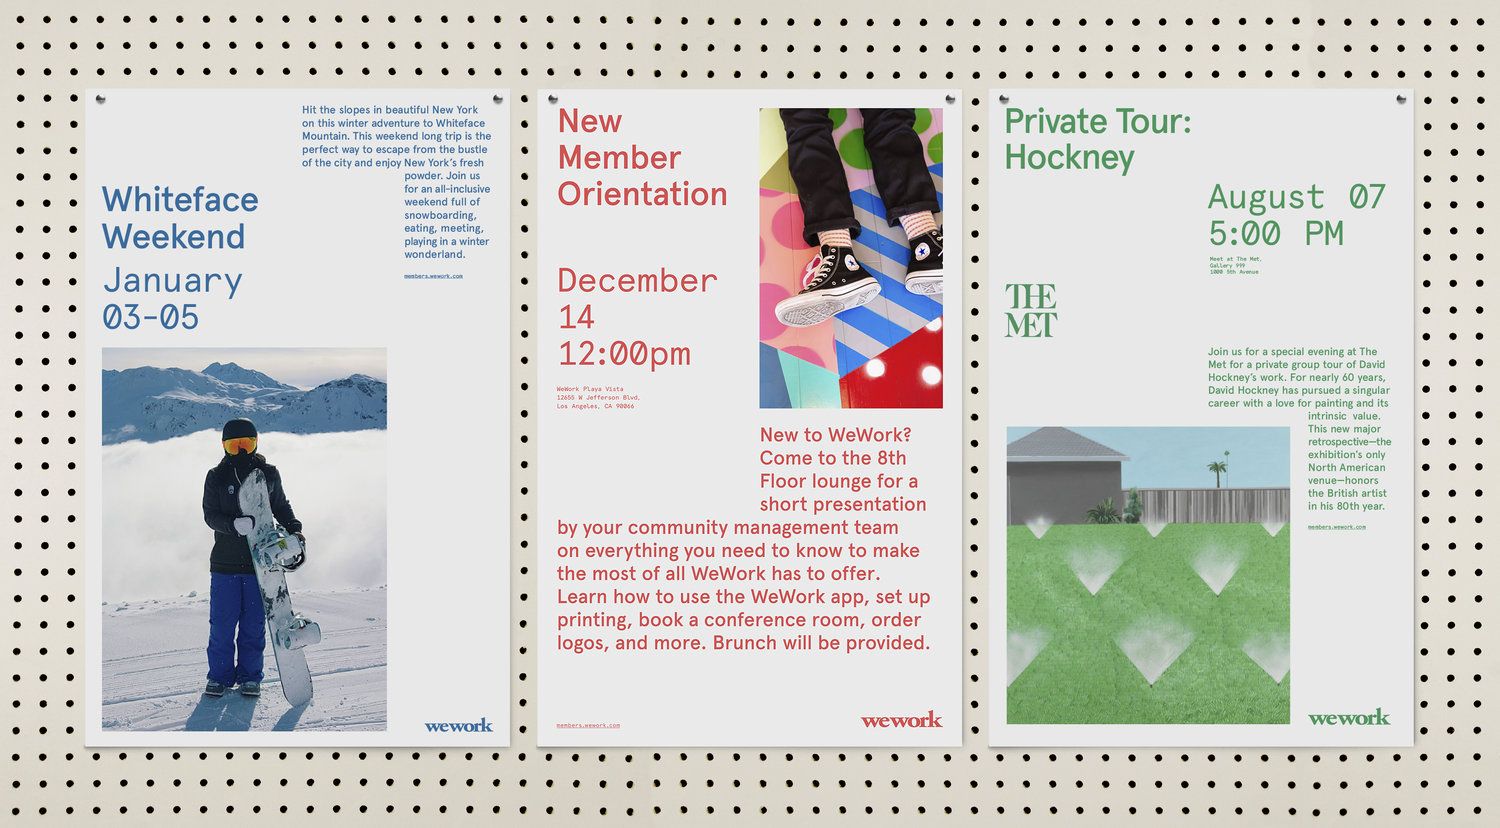 Hit the slopes in beautiful New York
on this winter adventure to Whiteface
Mountain. This weekend long trip is the
perfect way to escape from the bustle
of the city and enjoy New York's fresh
powder. Join us
for an all-inclusive
weekend full of
snowboarding,
eating, meeting,
playing in a winter
wonderland.
members.wework.com
Whiteface
Weekend
January
03-05
wework
New
Member
Orientation
December
14
12:00pm
WeWork Playa Vista
12655 W Jefferson Blvd,
Los Angeles, CA 90066
New to WeWork?
Come to the 8th
Floor lounge for a
short presentation
by your community management team
on everything you need to know to make
the most of all WeWork has to offer.
Learn how to use the WeWork app, set up
printing, book a conference room, order
logos, and more. Brunch will be provided.
members.wework.com
wework
Private Tour:
Hockney
August 07
5:00 PM
Meet at The Met,
Gallery 999
1000 5th Avenue
THE
MET
Join us for a special evening at The
Met for a private group tour of David
Hockney's work. For nearly 60 years,
David Hockney has pursued a singular
career with a love for painting and its
intrinsic value.
This new major
retrospective—the
exhibition's only
North American
venue—honors
the British artist
in his 80th year.
members.wework.com
wework